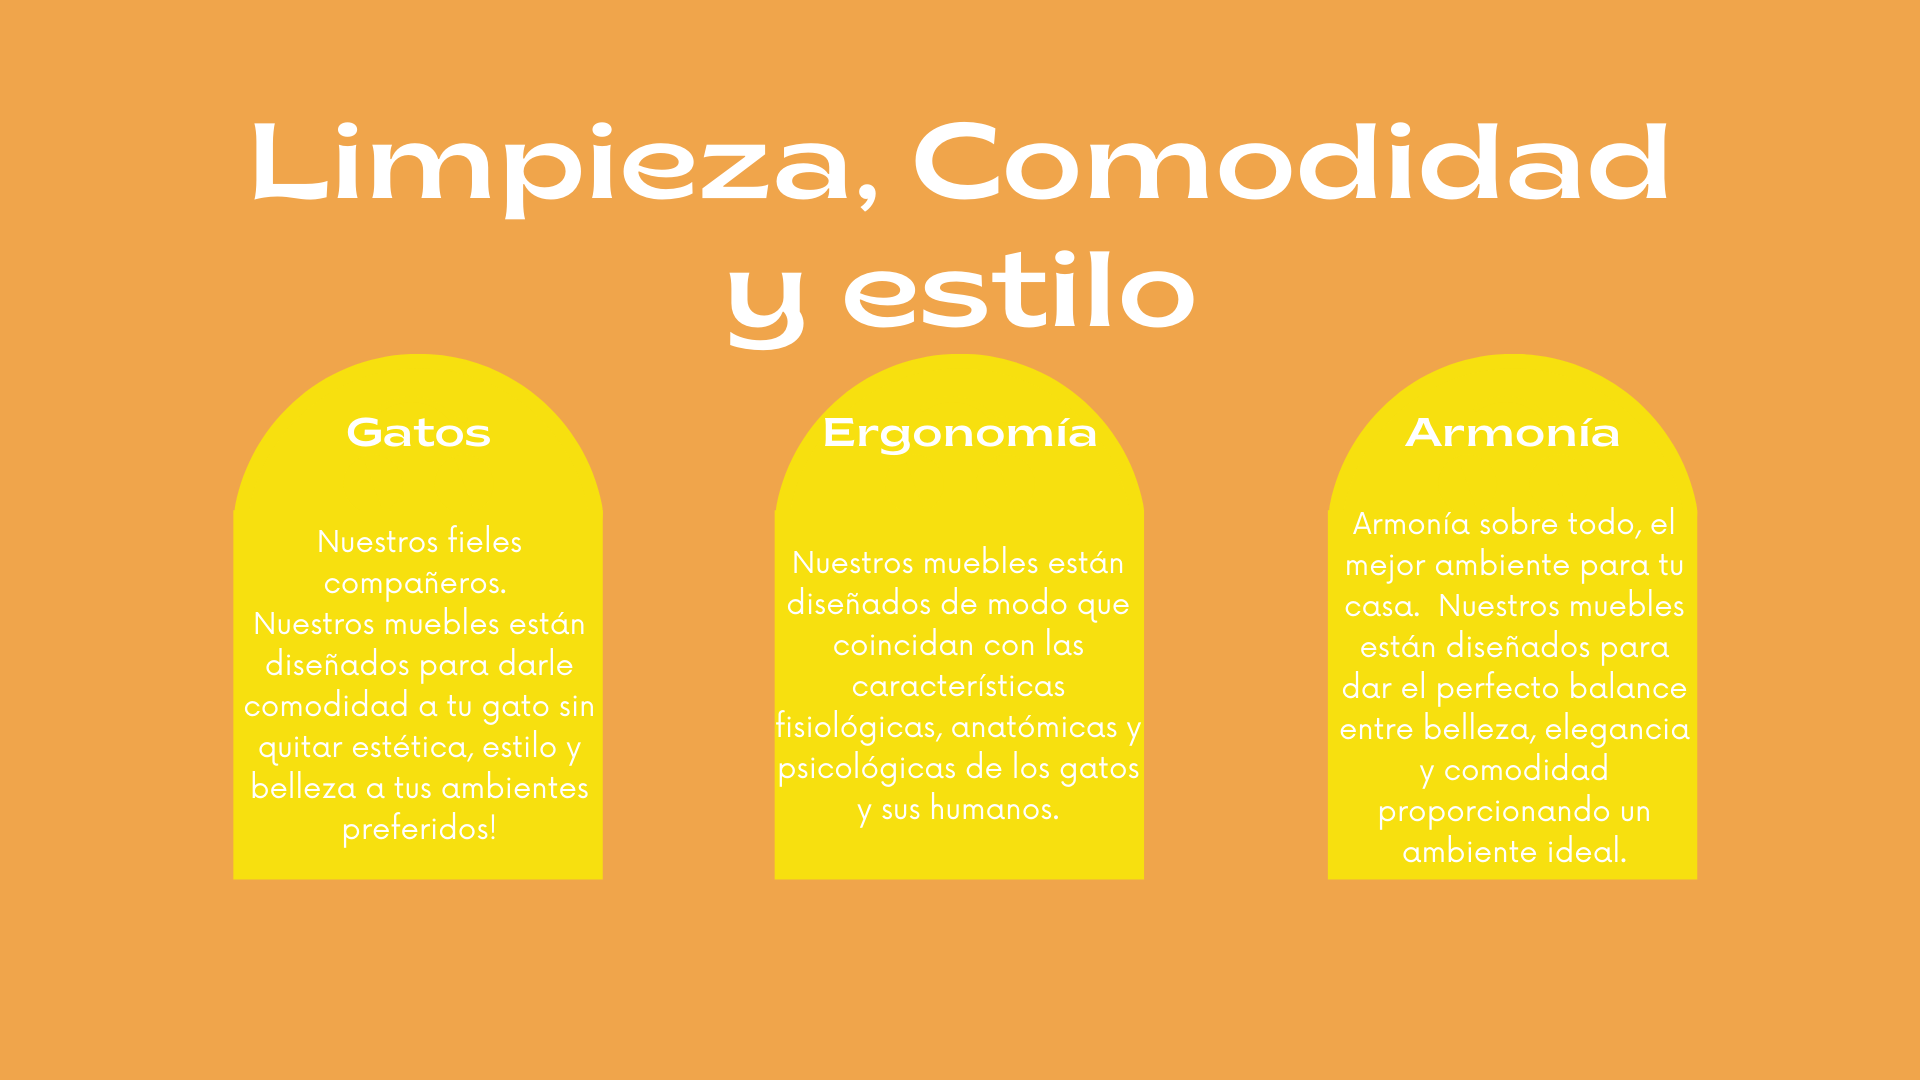 Limpieza, Comodidad
y estilo
Gatos
Nuestros fieles
compañeros.
Nuestros muebles están
diseñados para darle
comodidad a tu gato sin
quitar estética, estilo y
belleza a tus ambientes
preferidos!
Ergonomía
Nuestros muebles están
diseñados de modo que
coincidan con las
características
fisiológicas, anatómicas y
psicológicas de los gatos
y sus humanos.
Armonía
Armonía sobre todo, el
mejor ambiente para tu
casa.  Nuestros muebles
están diseñados para
dar el perfecto balance
entre belleza, elegancia
y comodidad
proporcionando un
ambiente ideal.